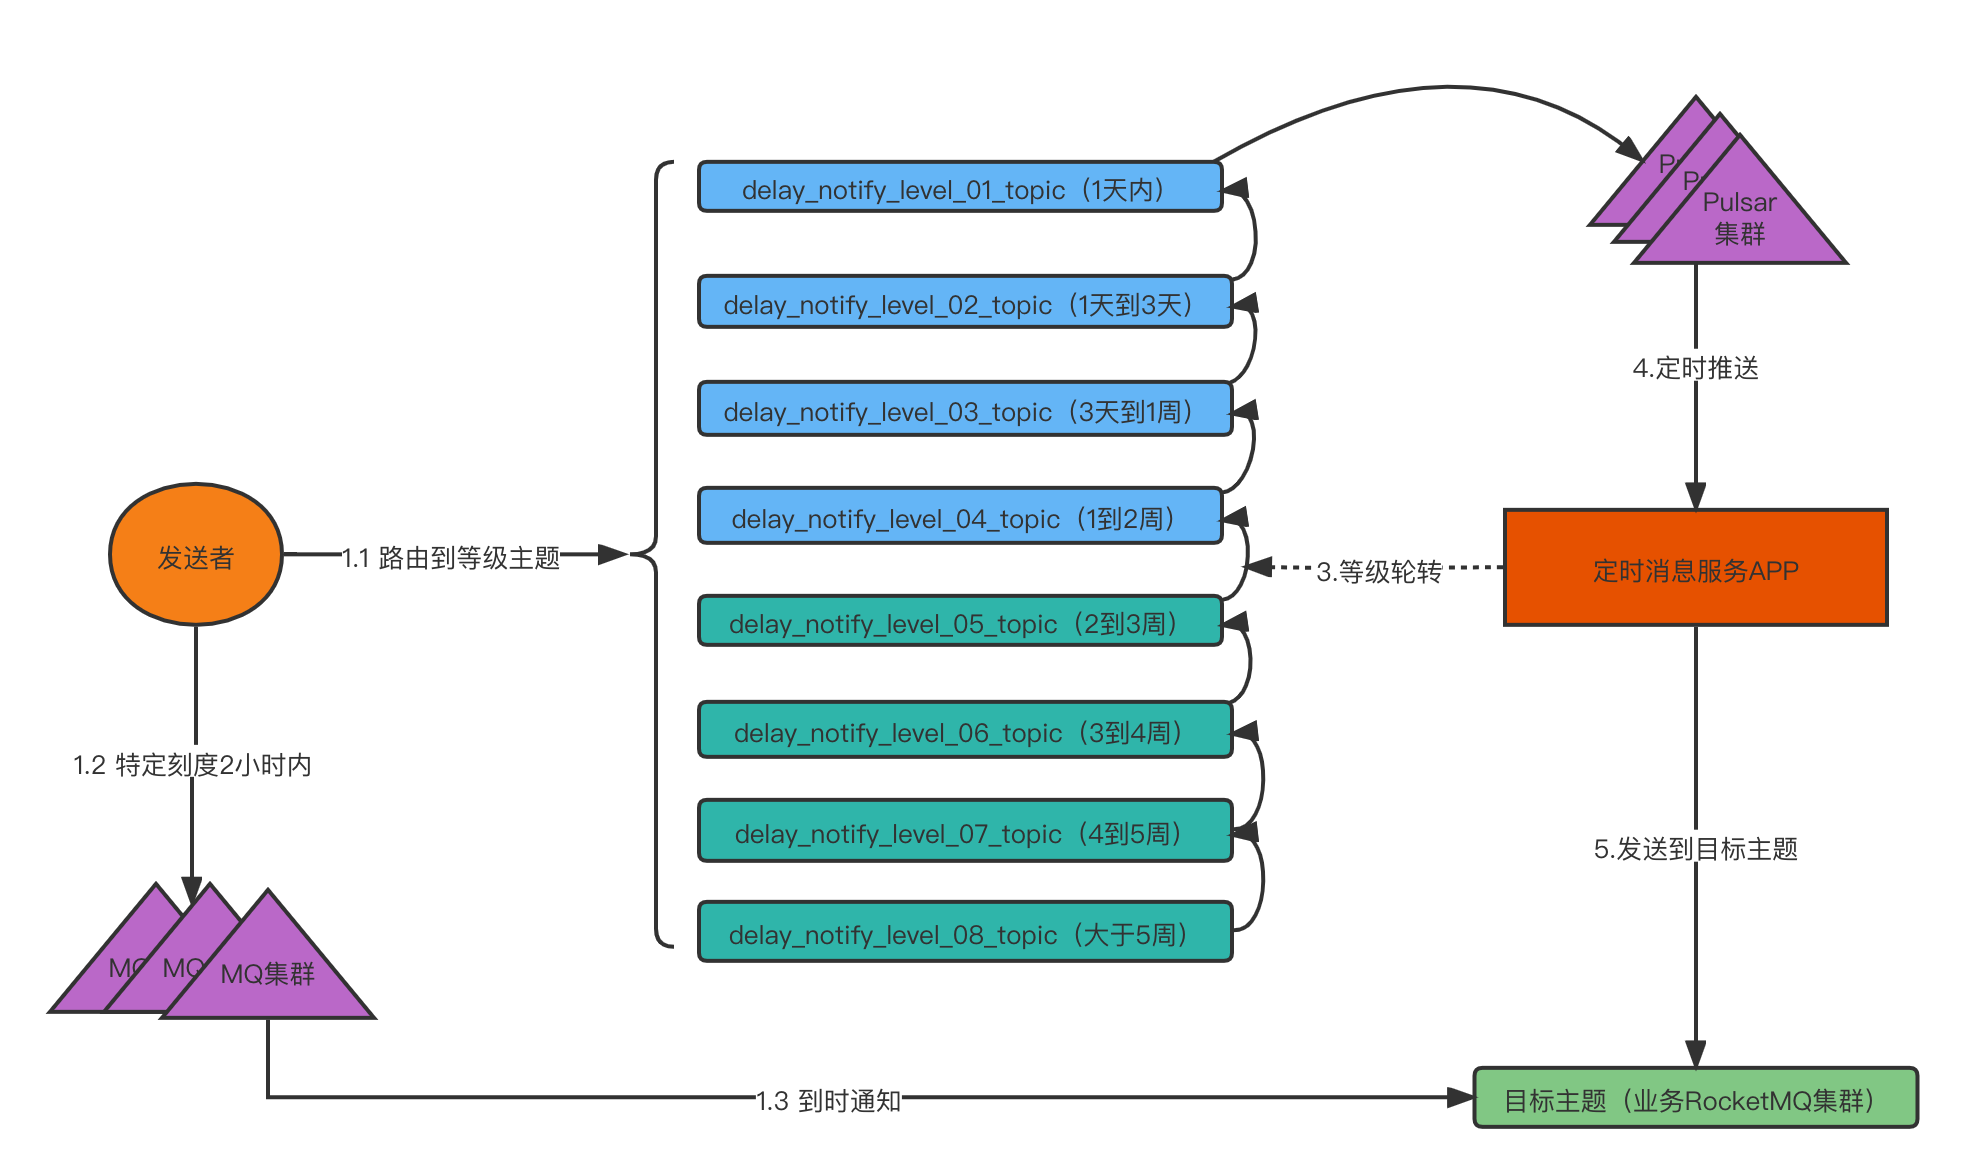 delay_notify_level_01_topic（1天内）
delay_notify_level_02_topic（1天到3天）
delay_notify_level_03_topic（3天到1周）
delay_notify_level_04_topic（1到2周）
delay_notify_level_05_topic（2到3周）
delay_notify_level_06_topic（3到4周）
delay_notify_level_07_topic（4到5周）
delay_notify_level_08_topic（大于5周）
发送者
1.1 路由到等级主题
1.2 特定刻度2小时内
MQ
MQ集群
1.3 到时通知
Pulsar
集群
4.定时推送
3.等级轮转
定时消息服务APP
5.发送到目标主题
目标主题（业务RocketMQ集群）